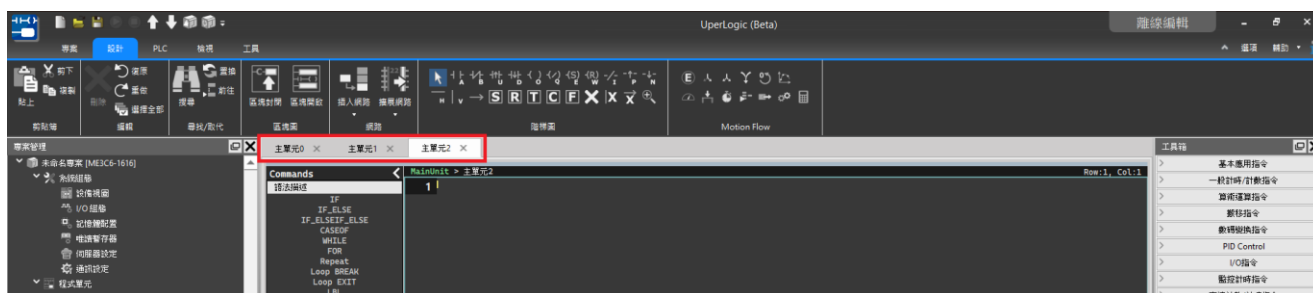 UperLogic (Beta)
離線編輯
專案 設計 PLC 檢視 工具
選項 輔助
貼上 剪下 複製
刪除 復原 重做 選擇全部
搜尋 置換 前往
區塊封閉 區塊開啟
插入網路 擴載網路
S R T C F
剪貼簿 編輯 尋找/取代 區塊圖 網路 階梯圖 Motion Flow
專案管理
主單元0 主單元1 主單元2
工具箱
未命名專案 [ME3C6-1616]
系統組態
設備視圖
I/O 組態
記憶體配置
唯讀暫存器
伺服器設定
通訊設定
程式單元
Commands
語法描述
IF
IF_ELSE
IF_ELSEIF_ELSE
CASEOF
WHILE
FOR
Repeat
Loop BREAK
Loop EXIT
LBL
MainUnit > 主單元2
Row:1, Col:1
1
基本應用指令
一般計時/計數指令
算術運算指令
搬移指令
數碼變換指令
PID Control
I/O指令
監控計時指令